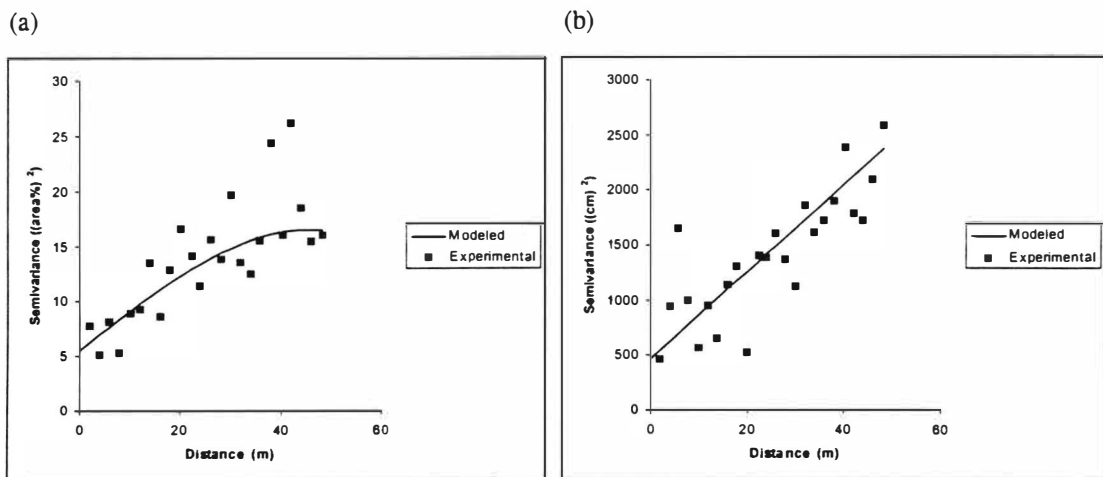 (a)
30
25
20
15
10
5
0
Semivariance ((area%) ²)
0 20 40 60
Distance (m)
Modeled
Experimental
(b)
3000
2500
2000
1500
1000
500
0
Semivariance ((cm) ²)
0 20 40 60
Distance (m)
Modeled
Experimental